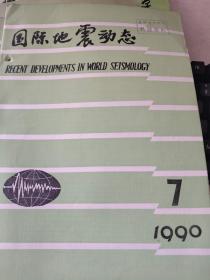 国际地震动态
RECENT DEVELOPMENTS IN WORLD SEISMOLOGY
7
1990